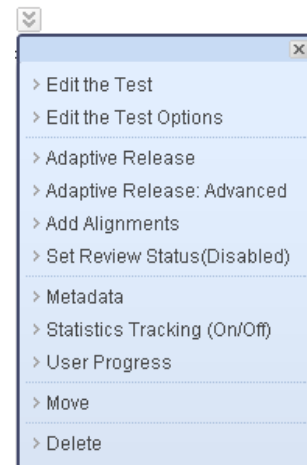 Edit the Test
Edit the Test Options
Adaptive Release
Adaptive Release: Advanced
Add Alignments
Set Review Status(Disabled)
Metadata
Statistics Tracking (On/Off)
User Progress
Move
Delete